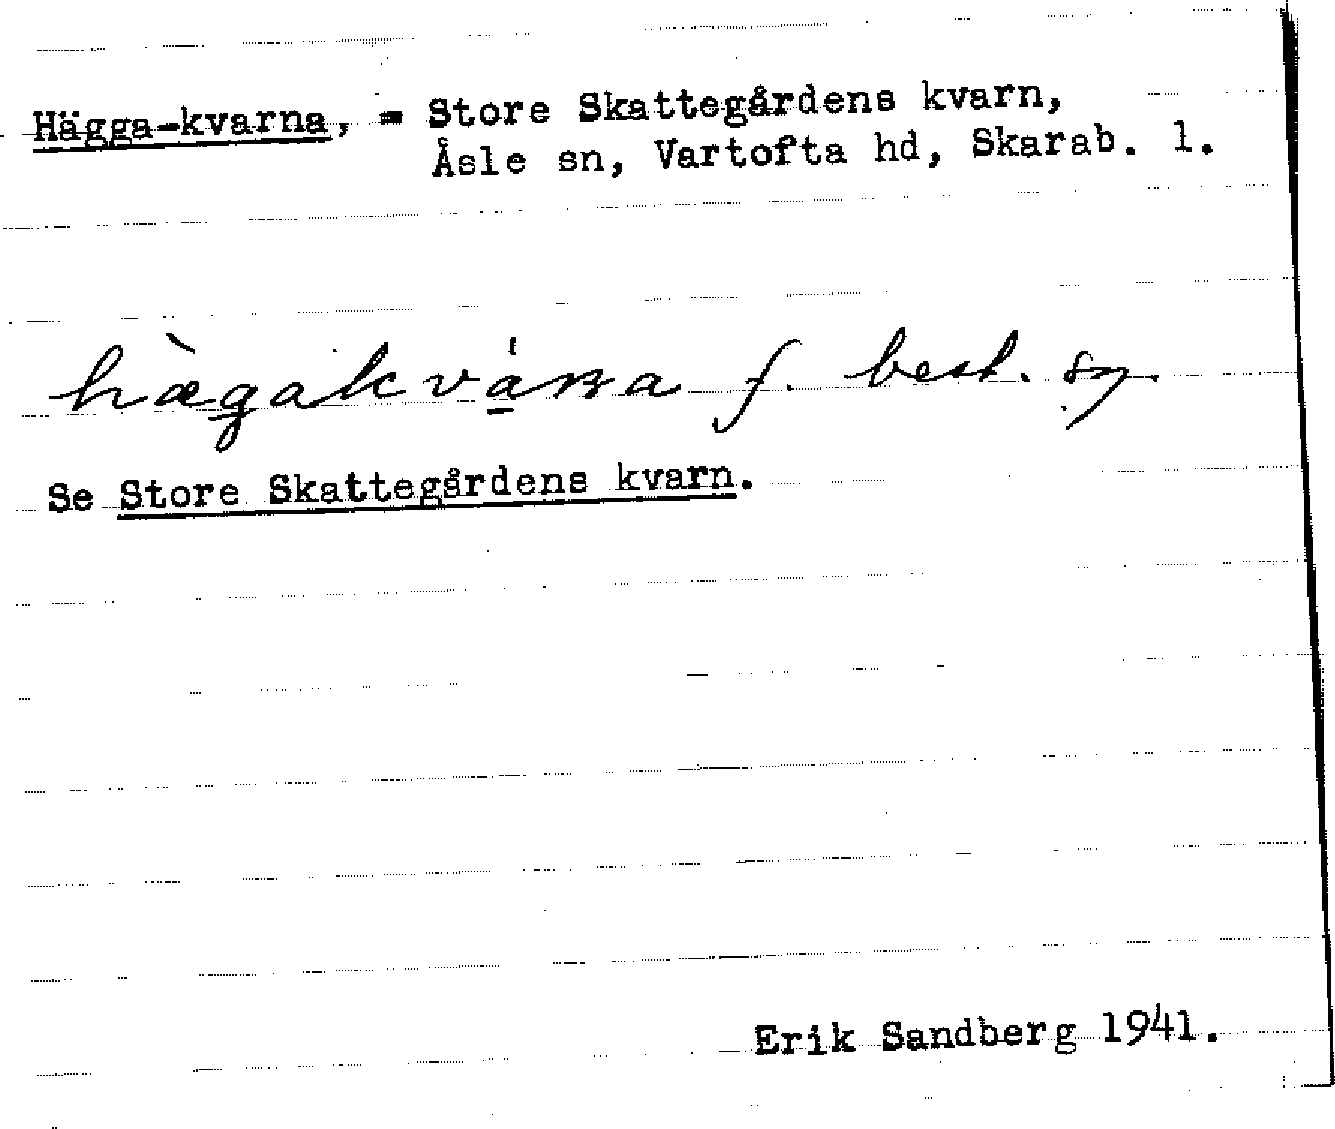 Hägga-kvarna, = Store Skattegårdens kvarn,
Åsle sn, Vartofta hd, Skarab. l.
f. best. sg.
Se Store Skattegårdens kvarn.
Erik Sandberg 1941.